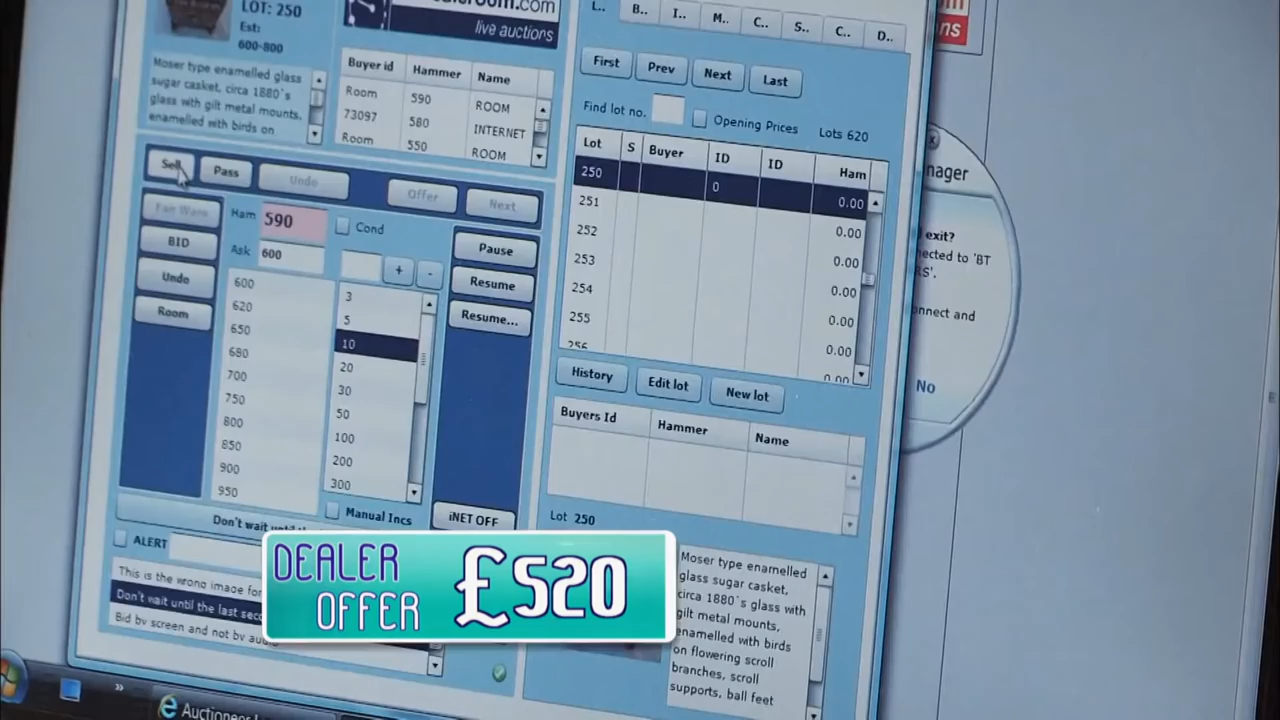 LOT: 250
Est:
600-800
Moser type enamelled glass
sugar casket, circa 1880`s
glass with gilt metal mounts,
enamelled with birds on
.com
live auctions
Buyer id Hammer Name
Room 590 ROOM
73097 580 INTERNET
Room 550 ROOM
Sell Pass Undo Offer Next
Fair Warn
BID
Undo
Room
Ham 590 Cond
Ask 600 + -
600
620
650
680
700
750
800
850
900
950
3
5
10
20
30
50
100
200
300
Pause
Resume
Resume...
Manual Incs
iNET OFF
Don't wait until
ALERT
This is the wrong image for
Don't wait until the last
Bid by screen and not by
L.. B.. I.. M.. C.. S.. C.. D..
First Prev Next Last
Find lot no. Opening Prices Lots 620
Lot S Buyer ID ID Ham
250 0 0.00
251 0.00
252 0.00
253 0.00
254 0.00
255 0.00
256 0.00
History Edit lot New lot
Buyers Id Hammer Name
Lot 250
Moser type enamelled
glass sugar casket,
circa 1880`s glass with
gilt metal mounts,
enamelled with birds
on flowering scroll
branches, scroll
supports, ball feet
exit?
'BT
and
No
DEALER
OFFER
£520